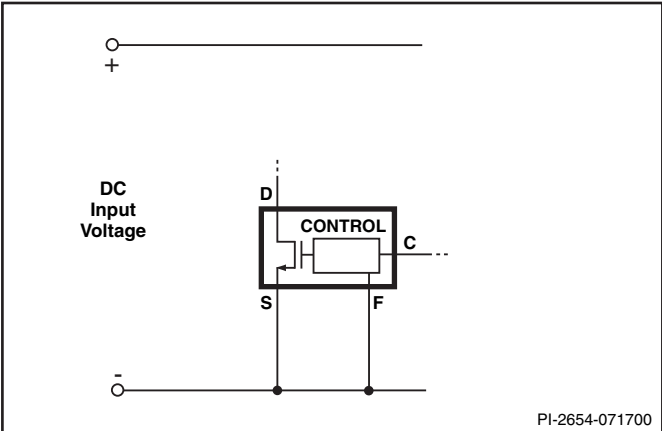 +
DC
Input
Voltage
D
CONTROL
C
S
F
-
PI-2654-071700